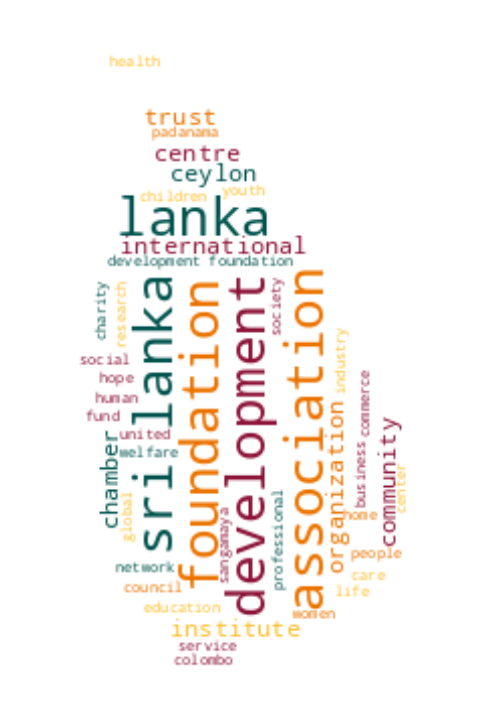 health
trust
padanama
centre
ceylon
children
youth
lanka
international
development foundation
charity
research
sri lanka
foundation
development
society
association
industry
social
hope
human
fund
united
welfare
chamber
global
sangamaya
professional
organization
business
commerce
community
center
home
people
network
council
care
life
education
women
institute
service
colombo